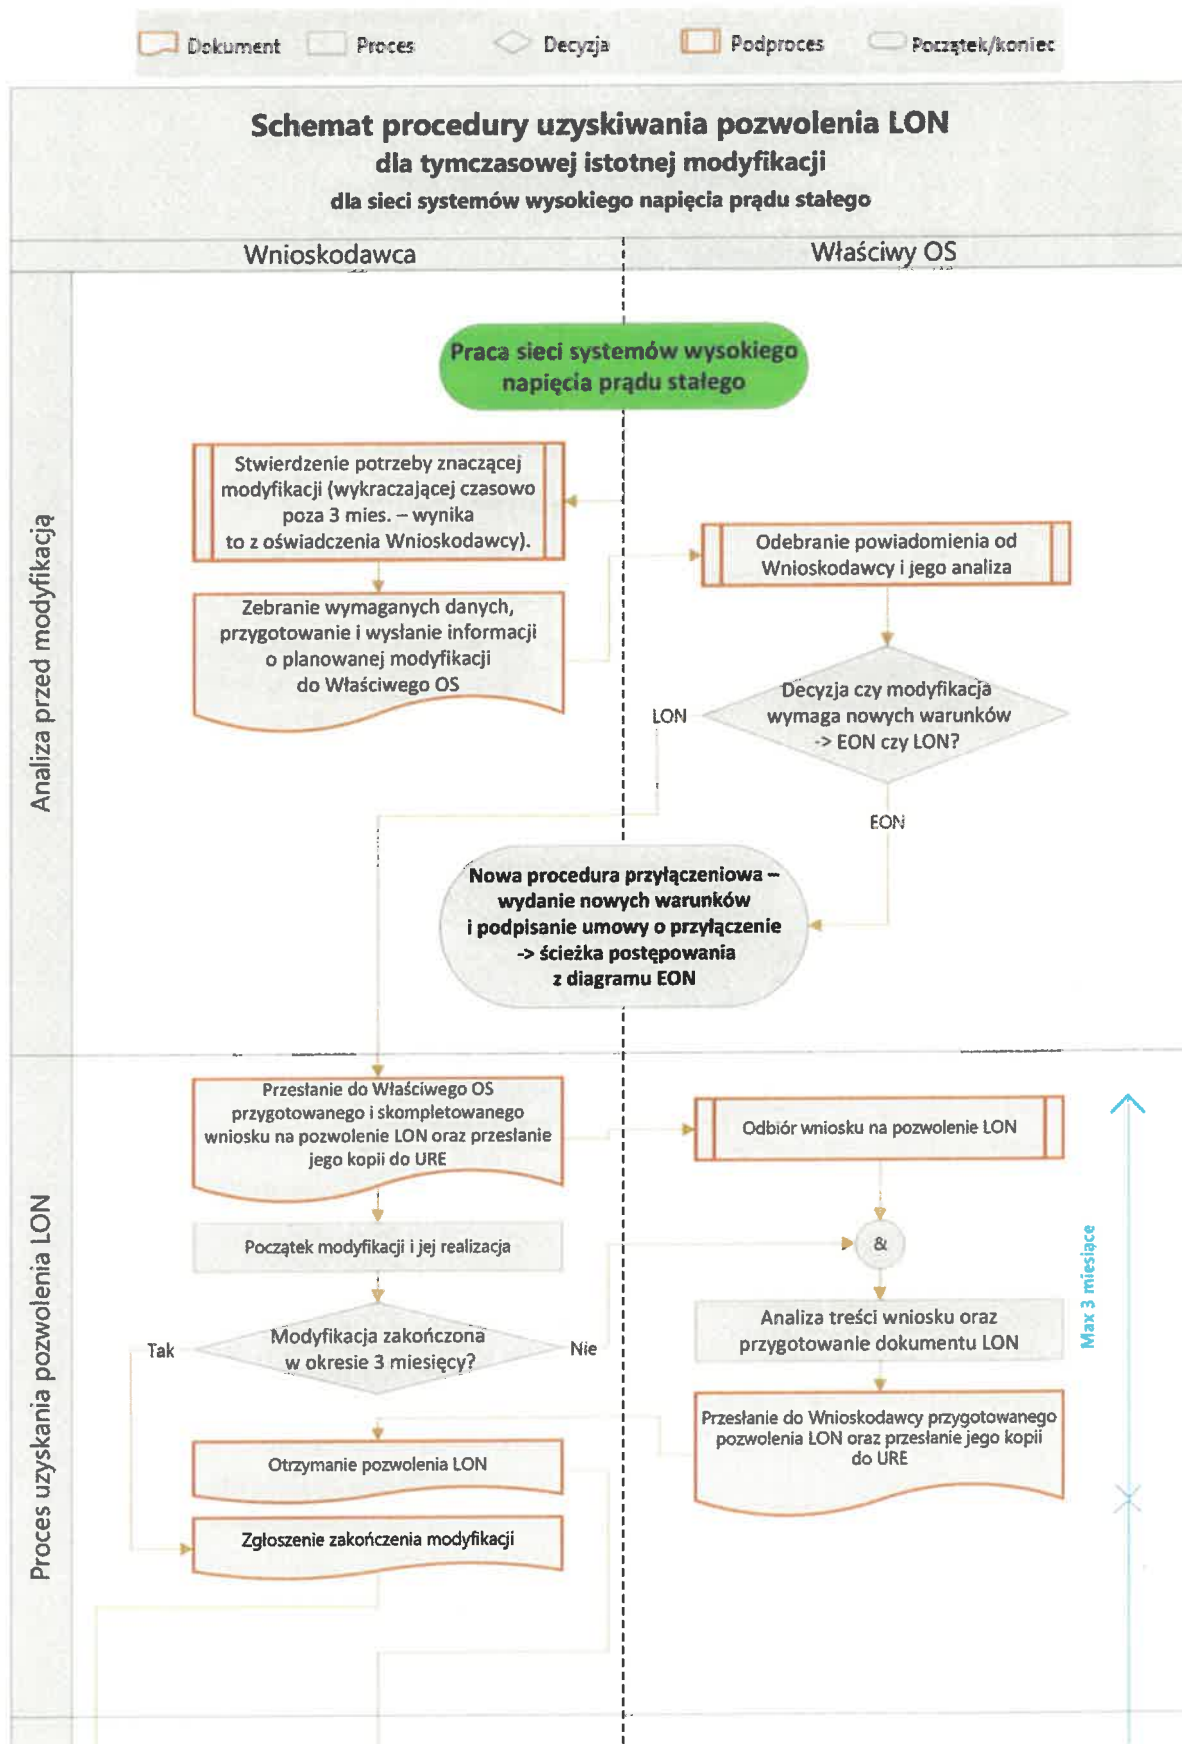 Dokument
Proces
Decyzja
Podproces
Początek/koniec
Schemat procedury uzyskiwania pozwolenia LON
dla tymczasowej istotnej modyfikacji
dla sieci systemów wysokiego napięcia prądu stałego
Wnioskodawca
Właściwy OS
Analiza przed modyfikacją
Praca sieci systemów wysokiego
napięcia prądu stałego
Stwierdzenie potrzeby znaczącej
modyfikacji (wykraczającej czasowo
poza 3 mies. – wynika
to z oświadczenia Wnioskodawcy).
Odebranie powiadomienia od
Wnioskodawcy i jego analiza
Zebranie wymaganych danych,
przygotowanie i wysłanie informacji
o planowanej modyfikacji
do Właściwego OS
Decyzja czy modyfikacja
wymaga nowych warunków
-> EON czy LON?
LON
EON
Nowa procedura przyłączeniowa –
wydanie nowych warunków
i podpisanie umowy o przyłączenie
-> ścieżka postępowania
z diagramu EON
Proces uzyskania pozwolenia LON
Przesłanie do Właściwego OS
przygotowanego i skompletowanego
wniosku na pozwolenie LON oraz przesłanie
jego kopii do URE
Odbiór wniosku na pozwolenie LON
Początek modyfikacji i jej realizacja
&
Max 3 miesiące
Modyfikacja zakończona
w okresie 3 miesięcy?
Tak
Nie
Analiza treści wniosku oraz
przygotowanie dokumentu LON
Przesłanie do Wnioskodawcy przygotowanego
pozwolenia LON oraz przesłanie jego kopii
do URE
Otrzymanie pozwolenia LON
Zgłoszenie zakończenia modyfikacji